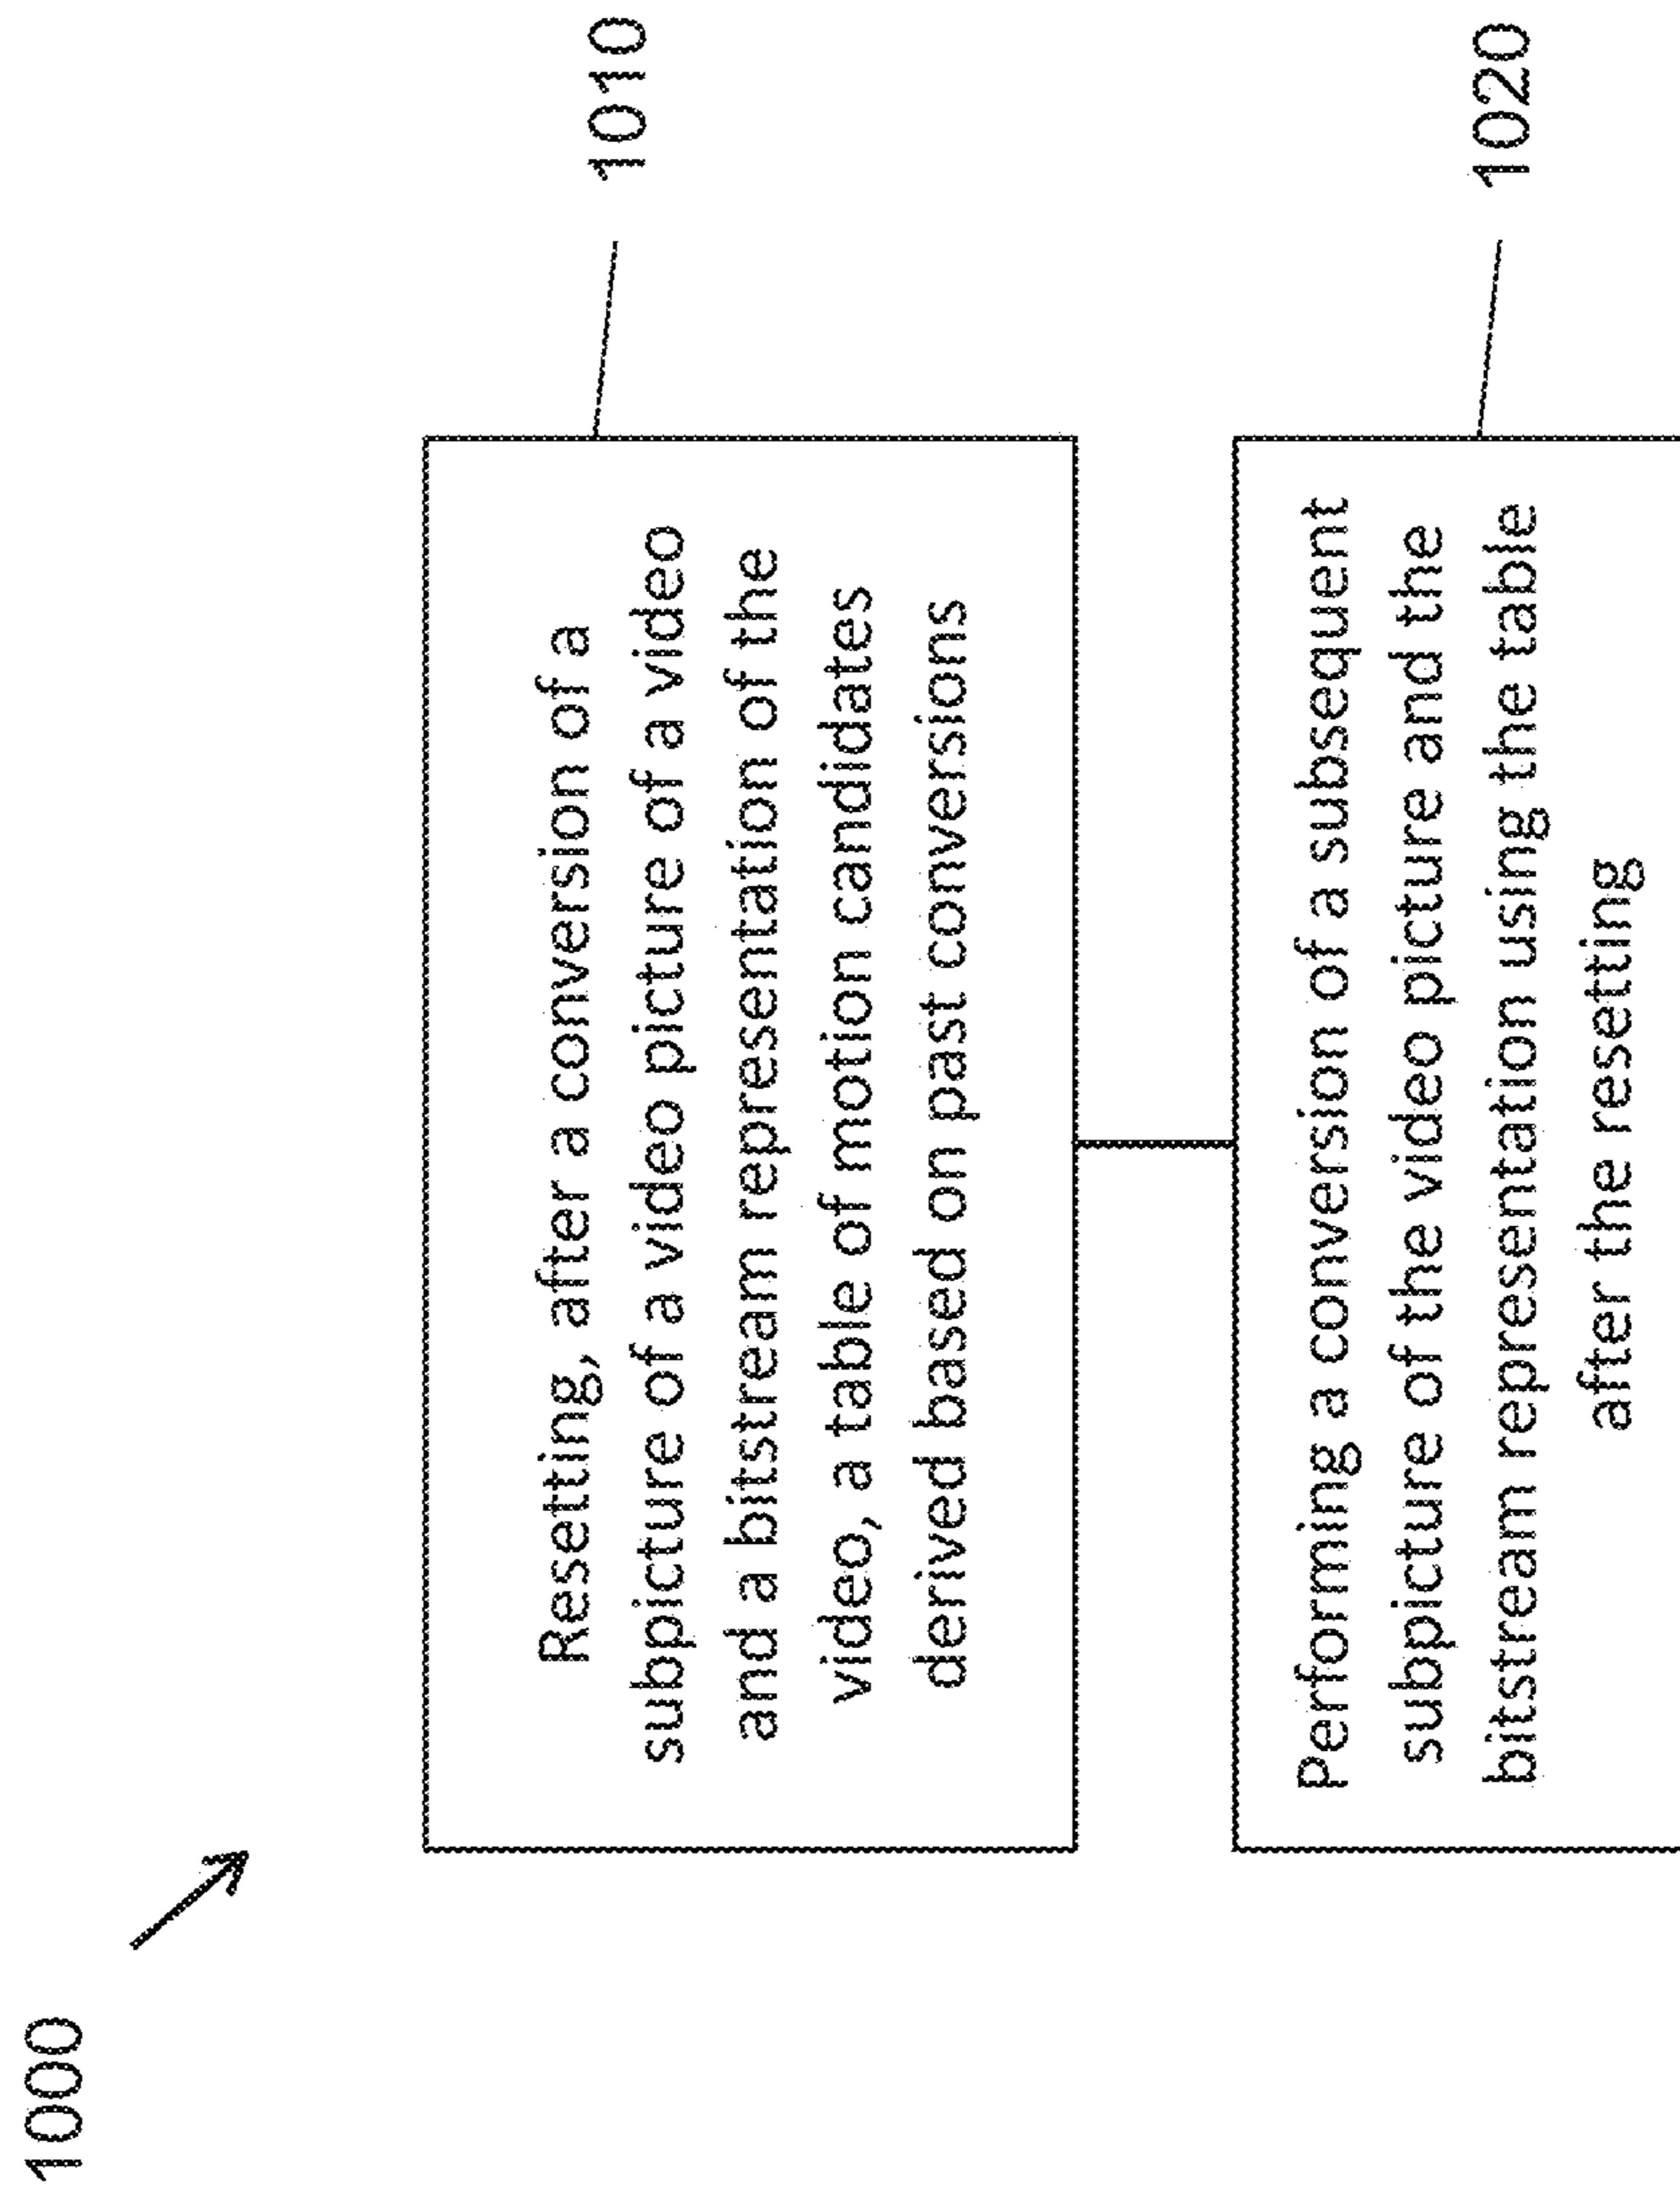 1000
Resetting, after a conversion of a
subpicture of a video picture of a video
and a bitstream representation of the
video, a table of motion candidates
derived based on past conversions
1010
Performing a conversion of a subsequent
subpicture of the video picture and the
bitstream representation using the table
after the resetting
1020